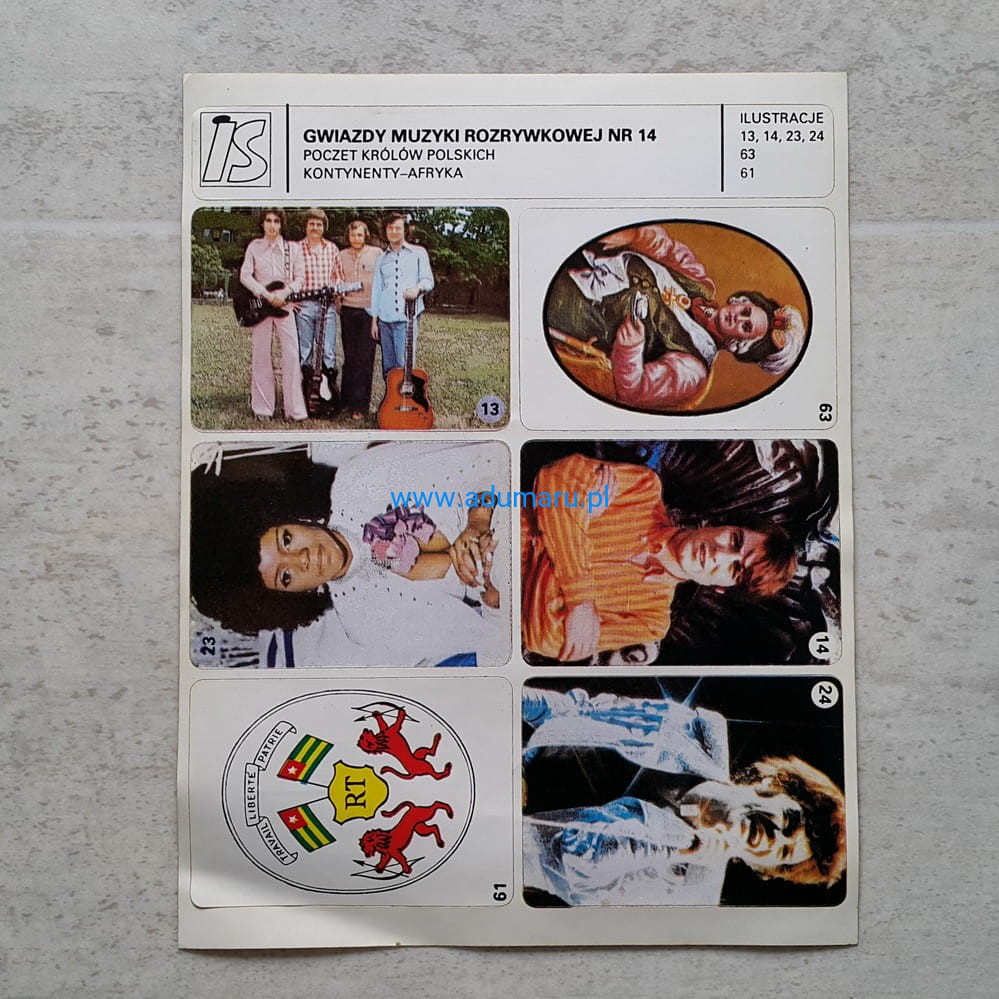 IS
GWIAZDY MUZYKI ROZRYWKOWEJ NR 14
POCZET KRÓLÓW POLSKICH
KONTYNENTY–AFRYKA
ILUSTRACJE
13, 14, 23, 24
63
61
13
63
www.adumaru.pl
23
14
24
TRAVAIL LIBERTÉ PATRIE
RT
61